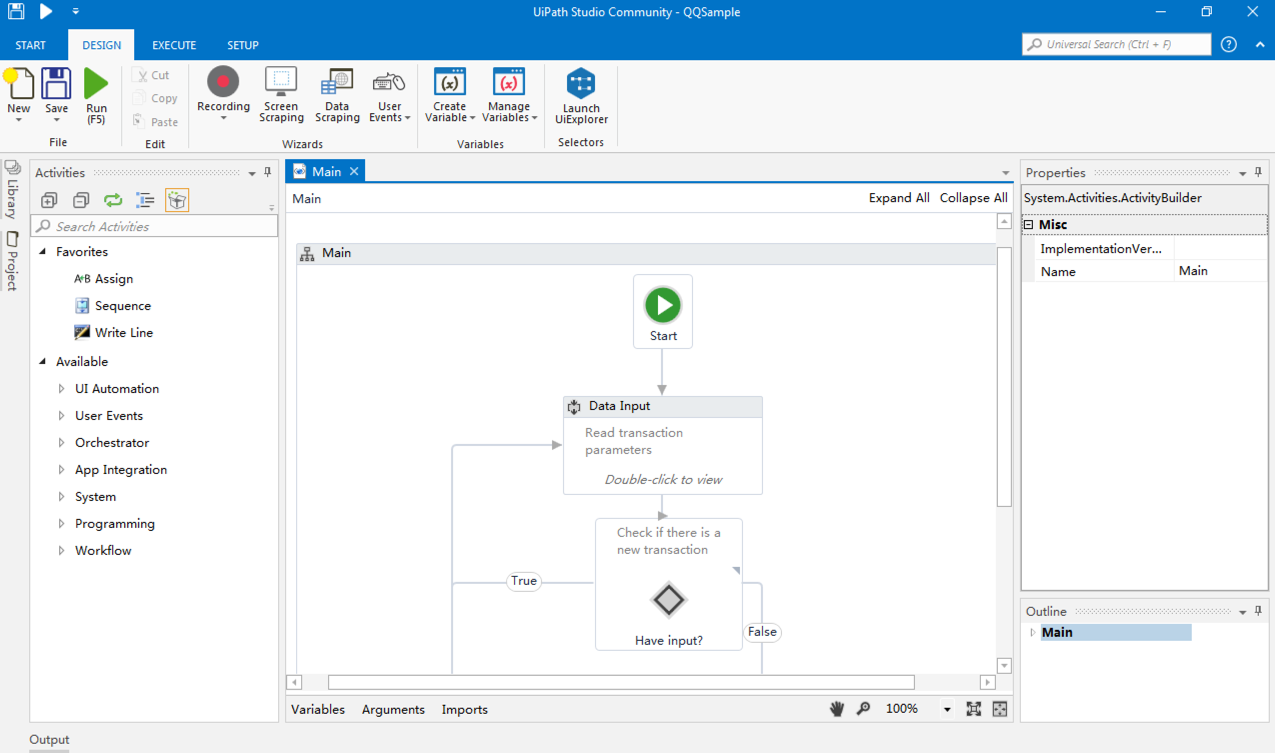 UiPath Studio Community - QQSample
START DESIGN EXECUTE SETUP
Universal Search (Ctrl + F)
New Save Run (F5)
File
Cut
Copy
Paste
Edit
Recording Screen Scraping Data Scraping User Events
Wizards
Create Variable Manage Variables
Variables
Launch UiExplorer
Selectors
Library
Project
Activities
Search Activities
Favorites
A+B Assign
Sequence
Write Line
Available
UI Automation
User Events
Orchestrator
App Integration
System
Programming
Workflow
Main
Main
Expand All Collapse All
Main
Start
Data Input
Read transaction
parameters
Double-click to view
Check if there is a
new transaction
True
Have input?
False
Variables Arguments Imports
100%
Properties
System.Activities.ActivityBuilder
Misc
ImplementationVer...
Name Main
Outline
Main
Output